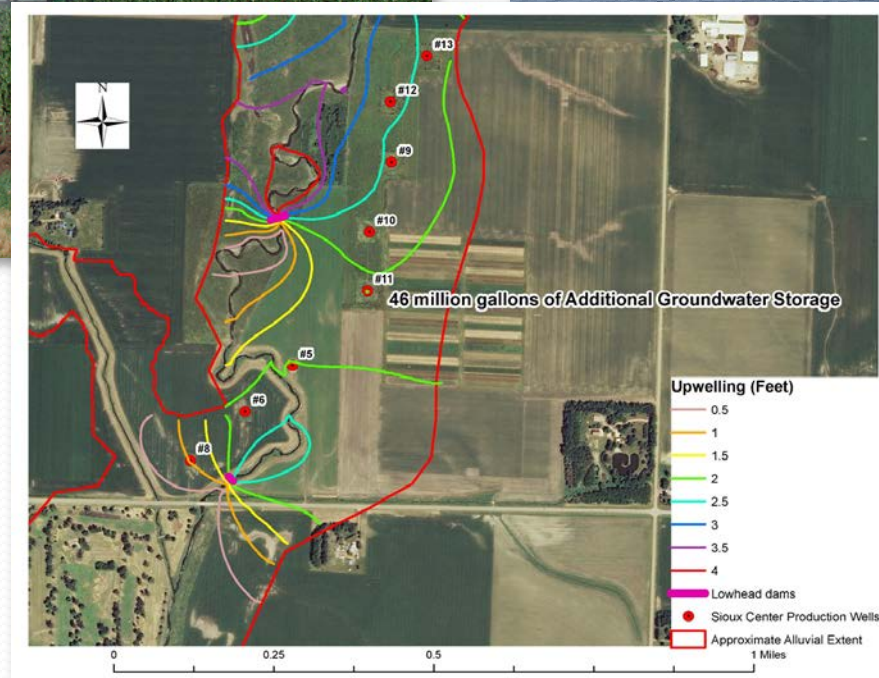 #13
#12
#9
#10
#11
46 million gallons of Additional Groundwater Storage
#5
#6
#8
Upwelling (Feet)
0.5
1
1.5
2
2.5
3
3.5
4
Lowhead dams
Sioux Center Production Wells
Approximate Alluvial Extent
0 0.25 0.5 1 Miles